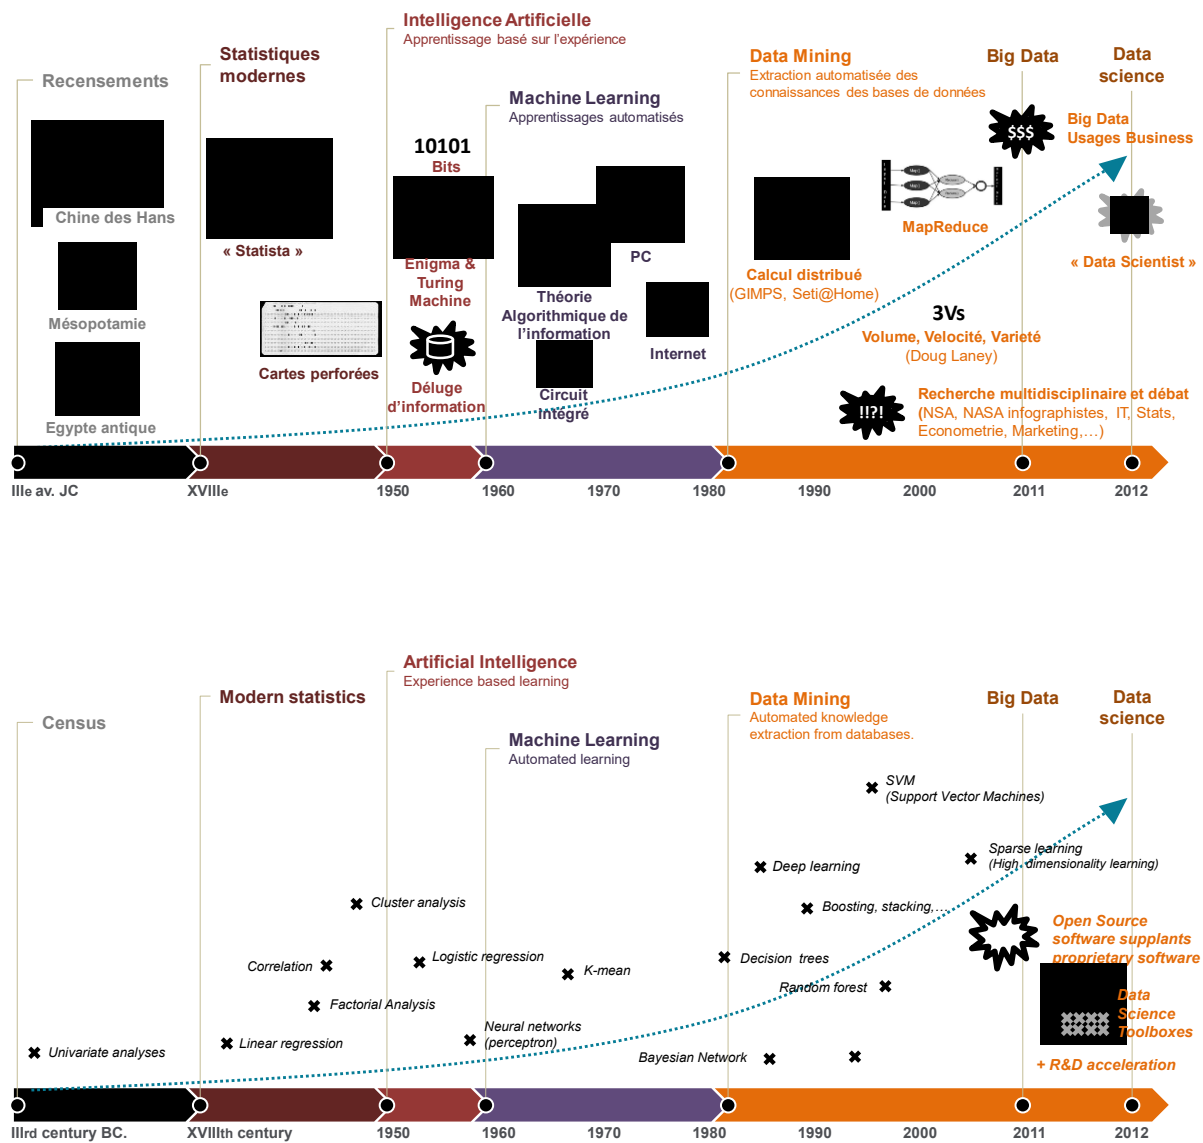 Intelligence Artificielle
Apprentissage basé sur l'expérience
Statistiques
modernes
Recensements
Data Mining
Extraction automatisée des
connaissances des bases de données
Big Data
Data
science
Machine Learning
Apprentissages automatisés
10101
Bits
$$$
Big Data
Usages Business
Chine des Hans
« Statista »
MapReduce
PC
Enigma &
Turing
Machine
Calcul distribué
(GIMPS, Seti@Home)
« Data Scientist »
Mésopotamie
Théorie
Algorithmique de
l'information
3Vs
Volume, Velocité, Varieté
(Doug Laney)
Internet
Cartes perforées
Déluge
d'information
Circuit
intégré
Egypte antique
!!?!
Recherche multidisciplinaire et débat
(NSA, NASA infographistes, IT, Stats,
Econometrie, Marketing,…)
IIIe av. JC
XVIIIe
1950
1960
1970
1980
1990
2000
2011
2012
Artificial Intelligence
Experience based learning
Modern statistics
Census
Data Mining
Automated knowledge
extraction from databases.
Big Data
Data
science
Machine Learning
Automated learning
SVM
(Support Vector Machines)
Sparse learning
(High dimensionality learning)
Deep learning
Cluster analysis
Boosting, stacking,…
Open Source
software supplants
proprietary software
Correlation
Logistic regression
K-mean
Decision trees
Random forest
Factorial Analysis
Data
Science
Toolboxes
Univariate analyses
Linear regression
Neural networks
(perceptron)
Bayesian Network
+ R&D acceleration
IIIrd century BC.
XVIIIth century
1950
1960
1970
1980
1990
2000
2011
2012